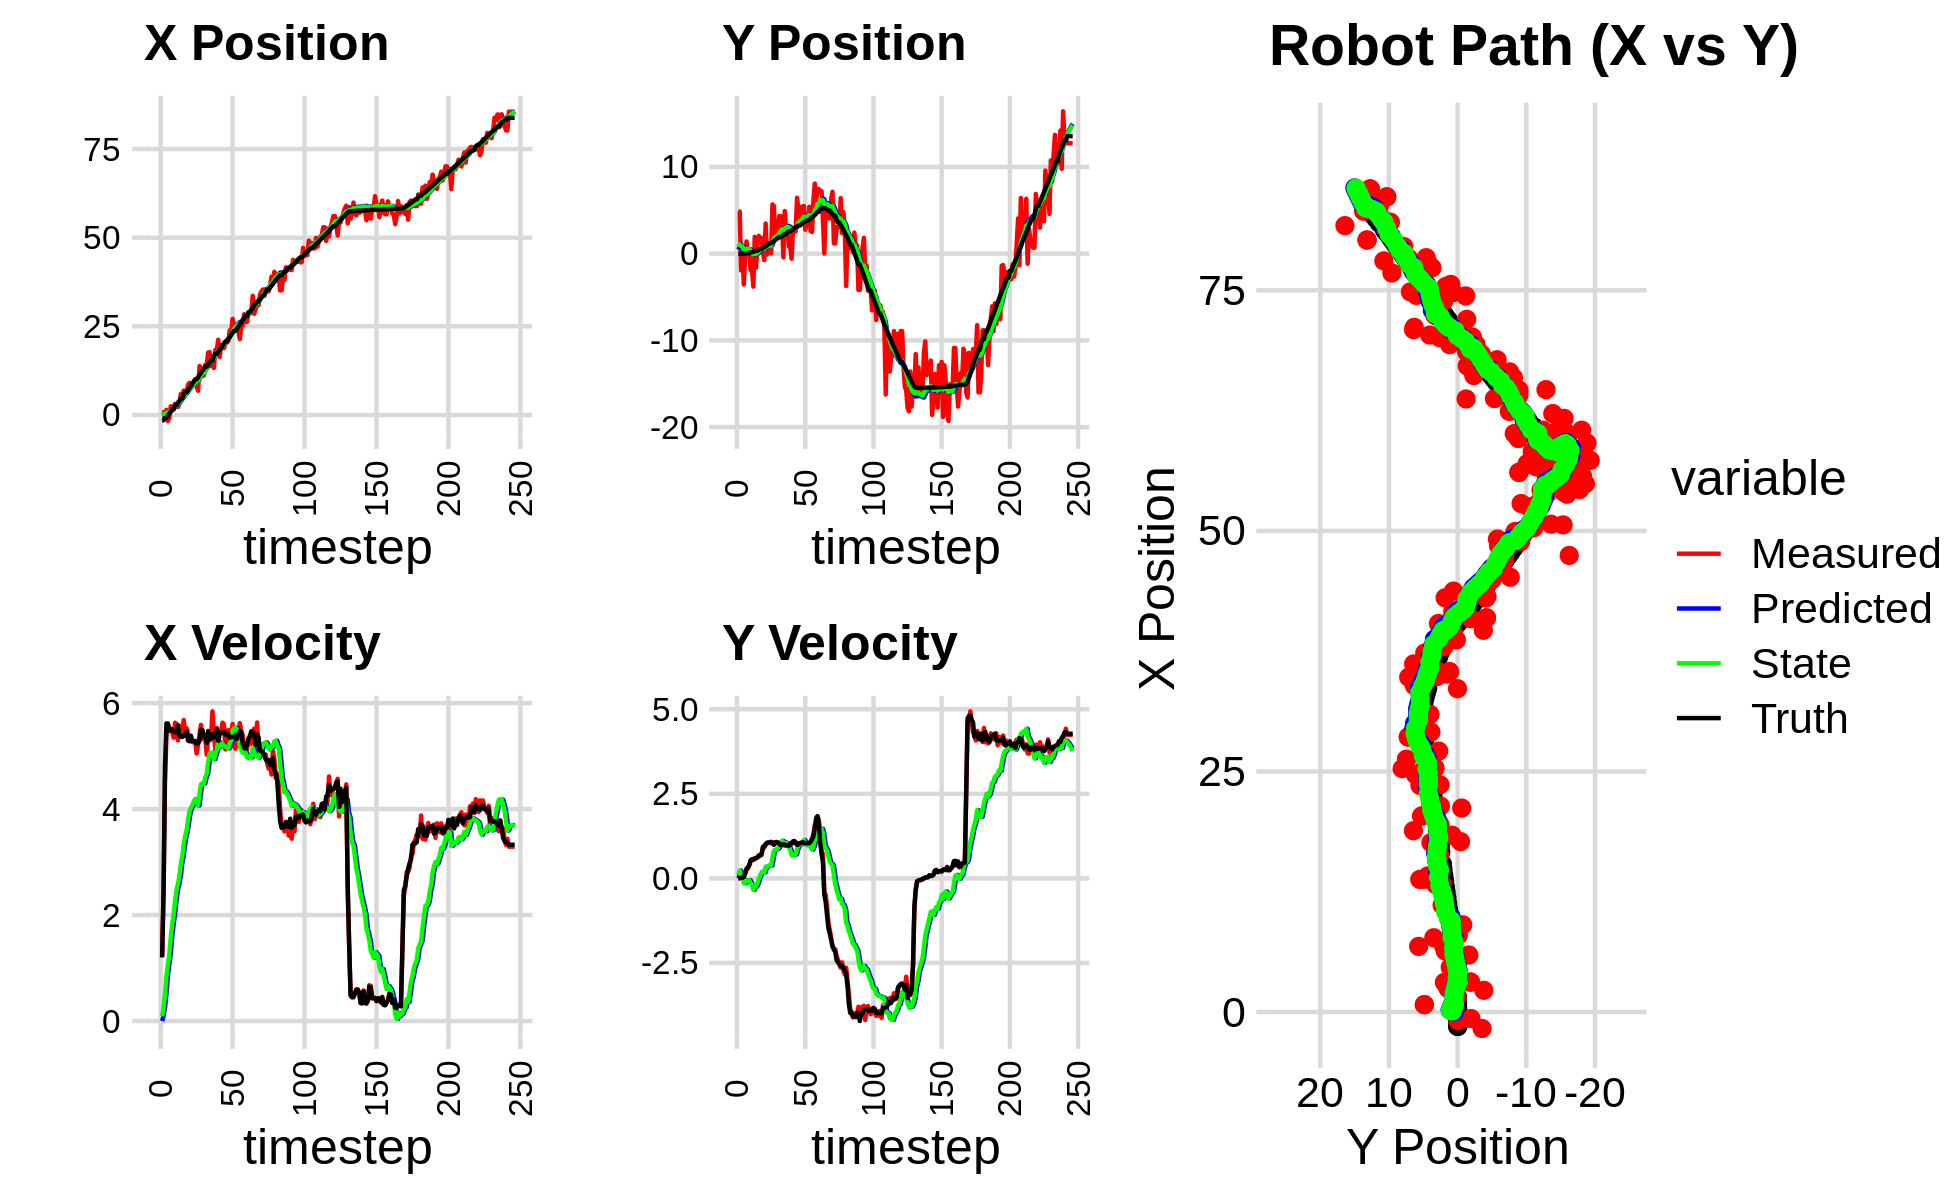 X Position
75
50
25
0
0
50
100
150
200
250
timestep
Y Position
10
0
-10
-20
0
50
100
150
200
250
timestep
X Velocity
6
4
2
0
0
50
100
150
200
250
timestep
Y Velocity
5.0
2.5
0.0
-2.5
0
50
100
150
200
250
timestep
Robot Path (X vs Y)
X Position
75
50
25
0
20 10 0 -10 -20
Y Position
variable
Measured
Predicted
State
Truth